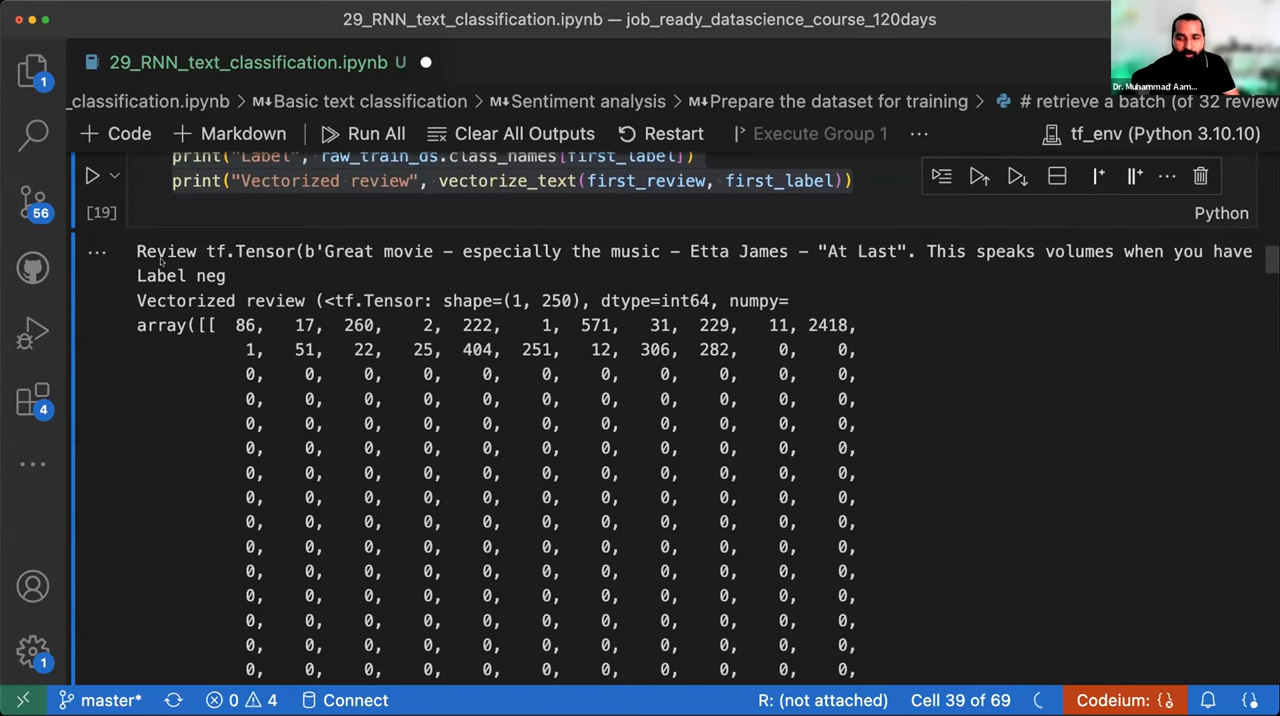 29_RNN_text_classification.ipynb — job_ready_datascience_course_120days
Dr. Muhammad Aam...
29_RNN_text_classification.ipynb U
_classification.ipynb > M↓Basic text classification > M↓Sentiment analysis > M↓Prepare the dataset for training > # retrieve a batch (of 32 review
+ Code + Markdown Run All Clear All Outputs Restart Execute Group 1 ... tf_env (Python 3.10.10)
print("Label", raw_train_ds.class_names[first_label])
print("Vectorized review", vectorize_text(first_review, first_label))
[19]
Python
... Review tf.Tensor(b'Great movie - especially the music - Etta James - "At Last". This speaks volumes when you have
Label neg
Vectorized review (<tf.Tensor: shape=(1, 250), dtype=int64, numpy=
array([[ 86, 17, 260, 2, 222, 1, 571, 31, 229, 11, 2418,
1, 51, 22, 25, 404, 251, 12, 306, 282, 0, 0,
0, 0, 0, 0, 0, 0, 0, 0, 0, 0, 0,
0, 0, 0, 0, 0, 0, 0, 0, 0, 0, 0,
0, 0, 0, 0, 0, 0, 0, 0, 0, 0, 0,
0, 0, 0, 0, 0, 0, 0, 0, 0, 0, 0,
0, 0, 0, 0, 0, 0, 0, 0, 0, 0, 0,
0, 0, 0, 0, 0, 0, 0, 0, 0, 0, 0,
0, 0, 0, 0, 0, 0, 0, 0, 0, 0, 0,
0, 0, 0, 0, 0, 0, 0, 0, 0, 0, 0,
0, 0, 0, 0, 0, 0, 0, 0, 0, 0, 0,
0, 0, 0, 0, 0, 0, 0, 0, 0, 0, 0,
0, 0, 0, 0, 0, 0, 0, 0, 0, 0, 0,
0, 0, 0, 0, 0, 0, 0, 0, 0, 0, 0,
0, 0, 0, 0, 0, 0, 0, 0, 0, 0, 0,
1
56
4
1
master* 0 4 Connect R: (not attached) Cell 39 of 69 Codeium: {}